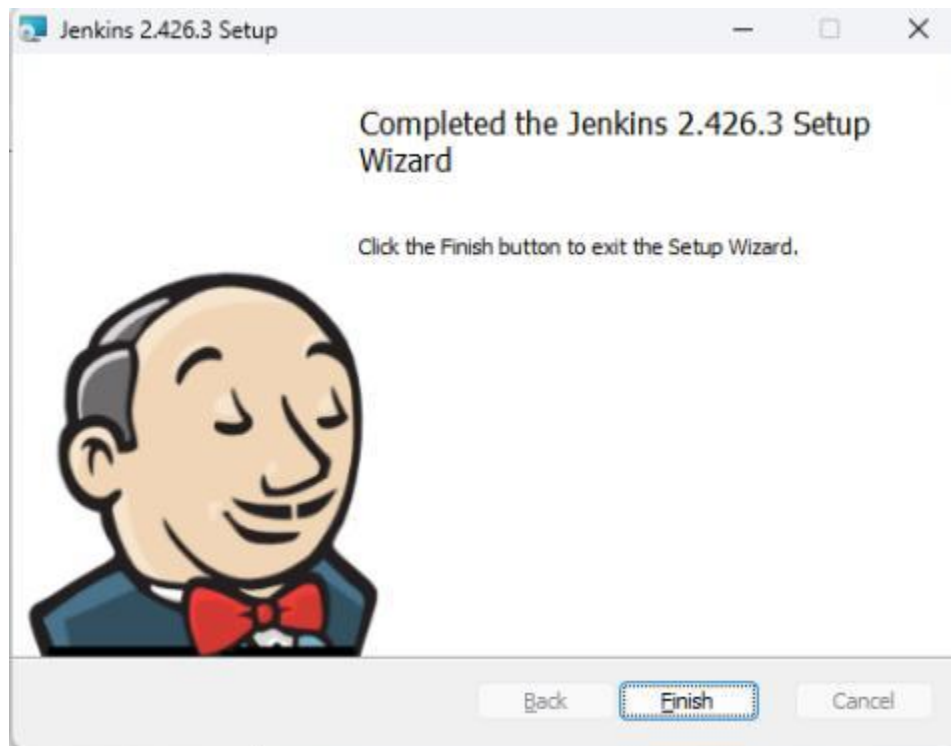 Jenkins 2.426.3 Setup
Completed the Jenkins 2.426.3 Setup
Wizard
Click the Finish button to exit the Setup Wizard.
Back
Finish
Cancel